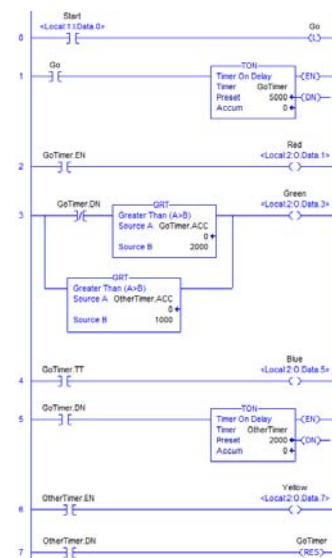 Start
<Local:1:I.Data.0>
Go
0
(L)
Go
1
TON
Timer On Delay
(EN)
Timer GoTimer
Preset 5000
(DN)
Accum 0
Red
GoTimer.EN
<Local:2:O.Data.1>
2
Green
GoTimer.DN
<Local:2:O.Data.3>
3
GRT
Greater Than (A>B)
Source A GoTimer.ACC
0
Source B 2000
GRT
Greater Than (A>B)
Source A OtherTimer.ACC
0
Source B 1000
Blue
GoTimer.TT
<Local:2:O.Data.5>
4
GoTimer.DN
5
TON
Timer On Delay
(EN)
Timer OtherTimer
Preset 2000
(DN)
Accum 0
Yellow
OtherTimer.EN
<Local:2:O.Data.7>
6
OtherTimer.DN
GoTimer
7
(RES)